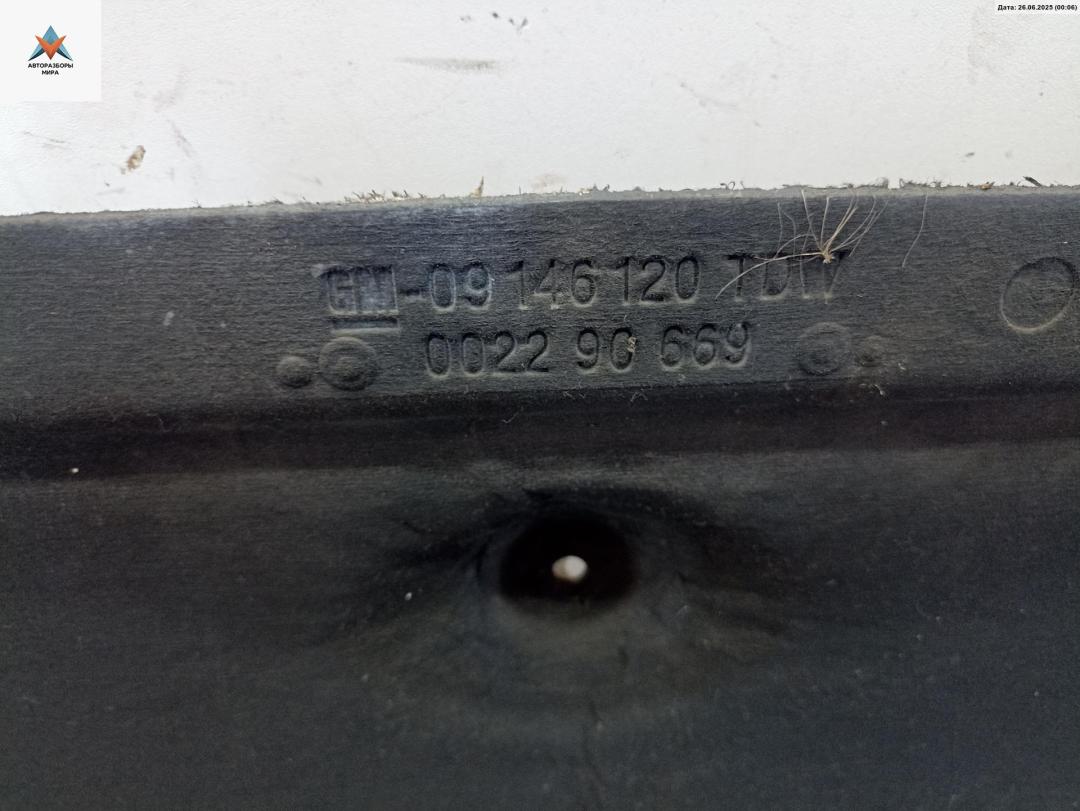 Дата: 26.06.2025 (00:06)
АВТОРАЗБОРЫ
МИРА
GM-09 146 120 TDW
0022 90 669